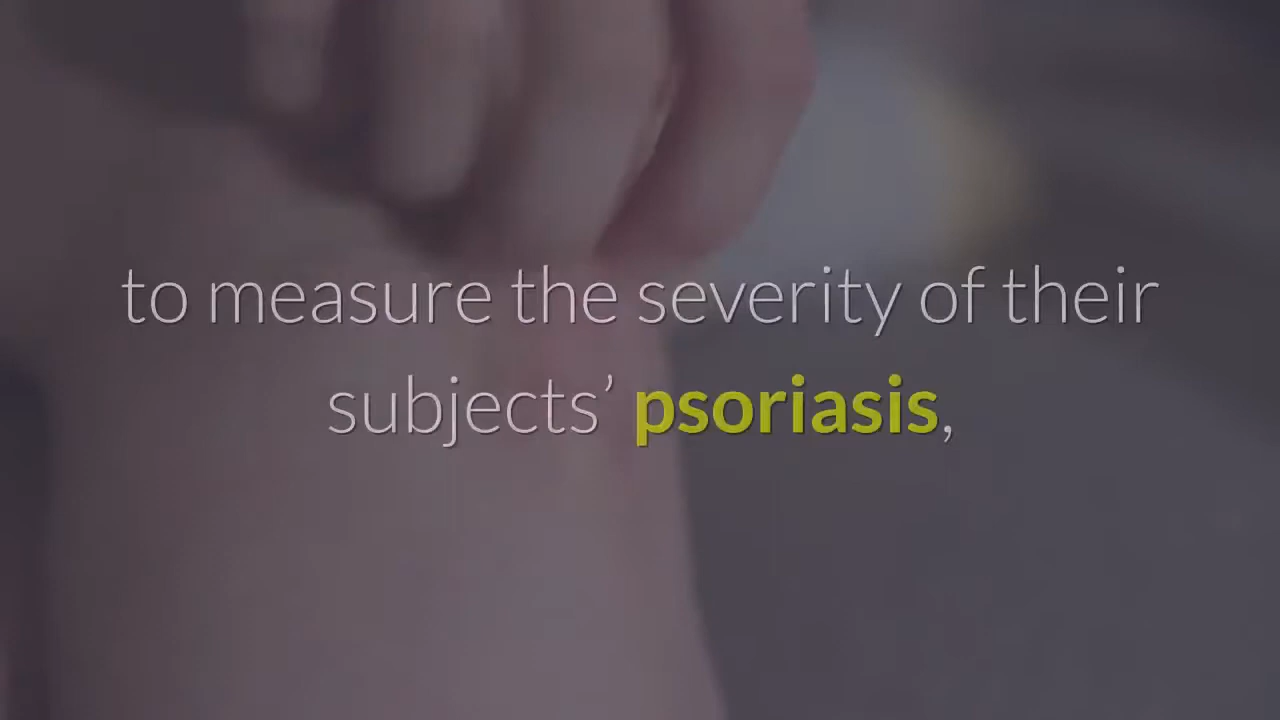 to measure the severity of their
subjects’ psoriasis,